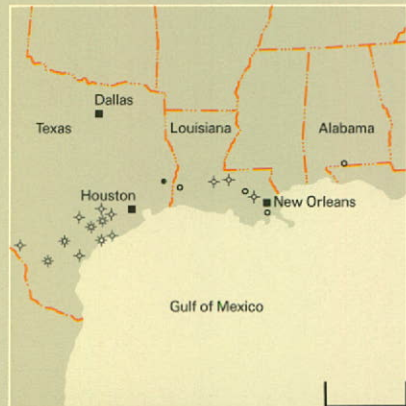 Dallas
Texas
Louisiana
Alabama
Houston
New Orleans
Gulf of Mexico